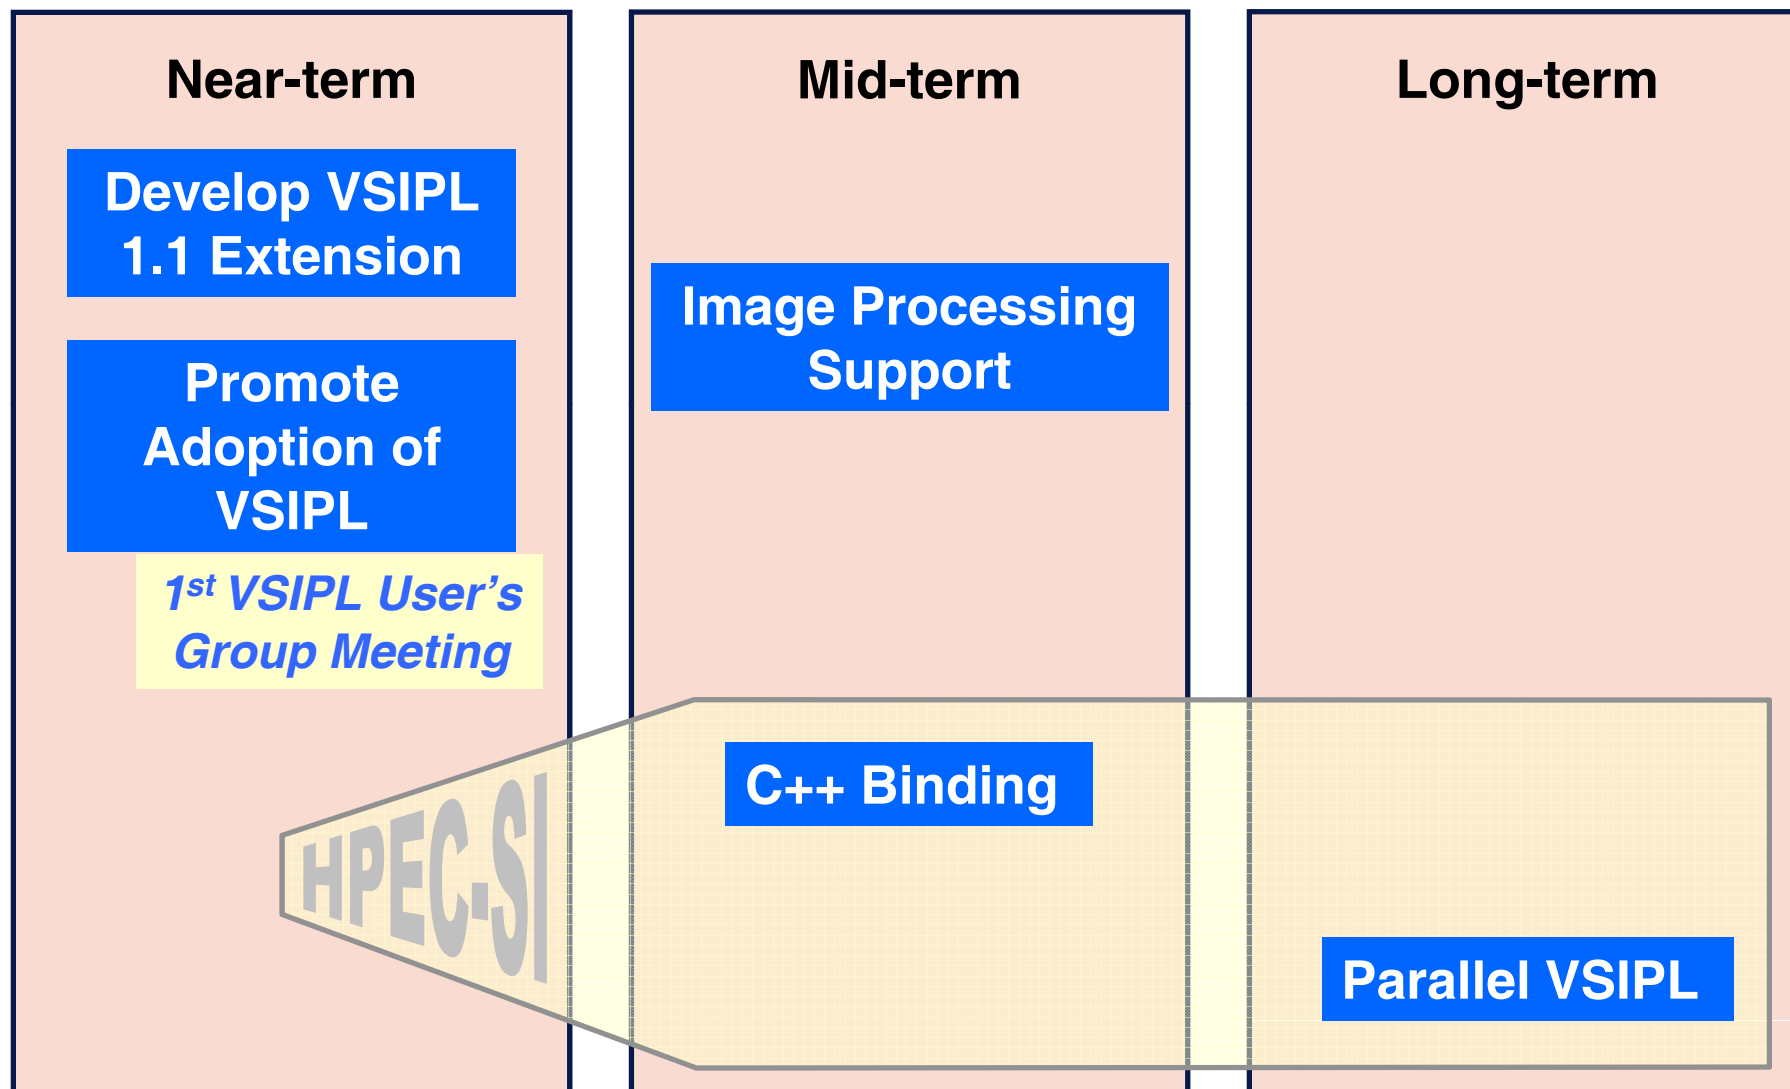 Near-term
Develop VSIPL
1.1 Extension
Promote
Adoption of
VSIPL
1st VSIPL User’s
Group Meeting
HPEC-SI
Mid-term
Image Processing
Support
C++ Binding
Long-term
Parallel VSIPL